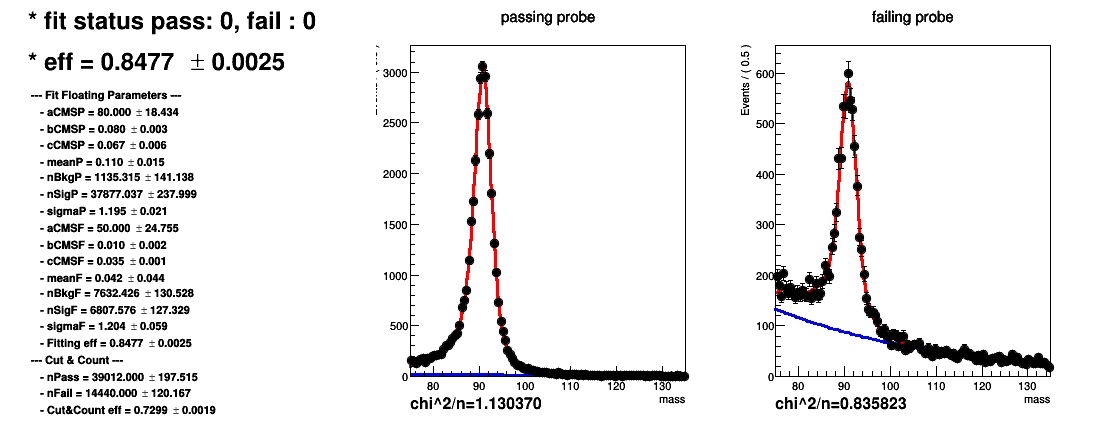 * fit status pass: 0, fail : 0
* eff = 0.8477 ± 0.0025
--- Fit Floating Parameters ---
- aCMSP = 80.000 ± 18.434
- bCMSP = 0.080 ± 0.003
- cCMSP = 0.067 ± 0.006
- meanP = 0.110 ± 0.015
- nBkgP = 1135.315 ± 141.138
- nSigP = 37877.037 ± 237.999
- sigmaP = 1.195 ± 0.021
- aCMSF = 50.000 ± 24.755
- bCMSF = 0.010 ± 0.002
- cCMSF = 0.035 ± 0.001
- meanF = 0.042 ± 0.044
- nBkgF = 7632.426 ± 130.528
- nSigF = 6807.576 ± 127.329
- sigmaF = 1.204 ± 0.059
- Fitting eff = 0.8477 ± 0.0025
--- Cut & Count ---
- nPass = 39012.000 ± 197.515
- nFail = 14440.000 ± 120.167
- Cut&Count eff = 0.7299 ± 0.0019
passing probe
3000
2500
2000
1500
1000
500
0
80 90 100 110 120 130
mass
chi^2/n=1.130370
failing probe
Events / ( 0.5 )
600
500
400
300
200
100
0
80 90 100 110 120 130
mass
chi^2/n=0.835823